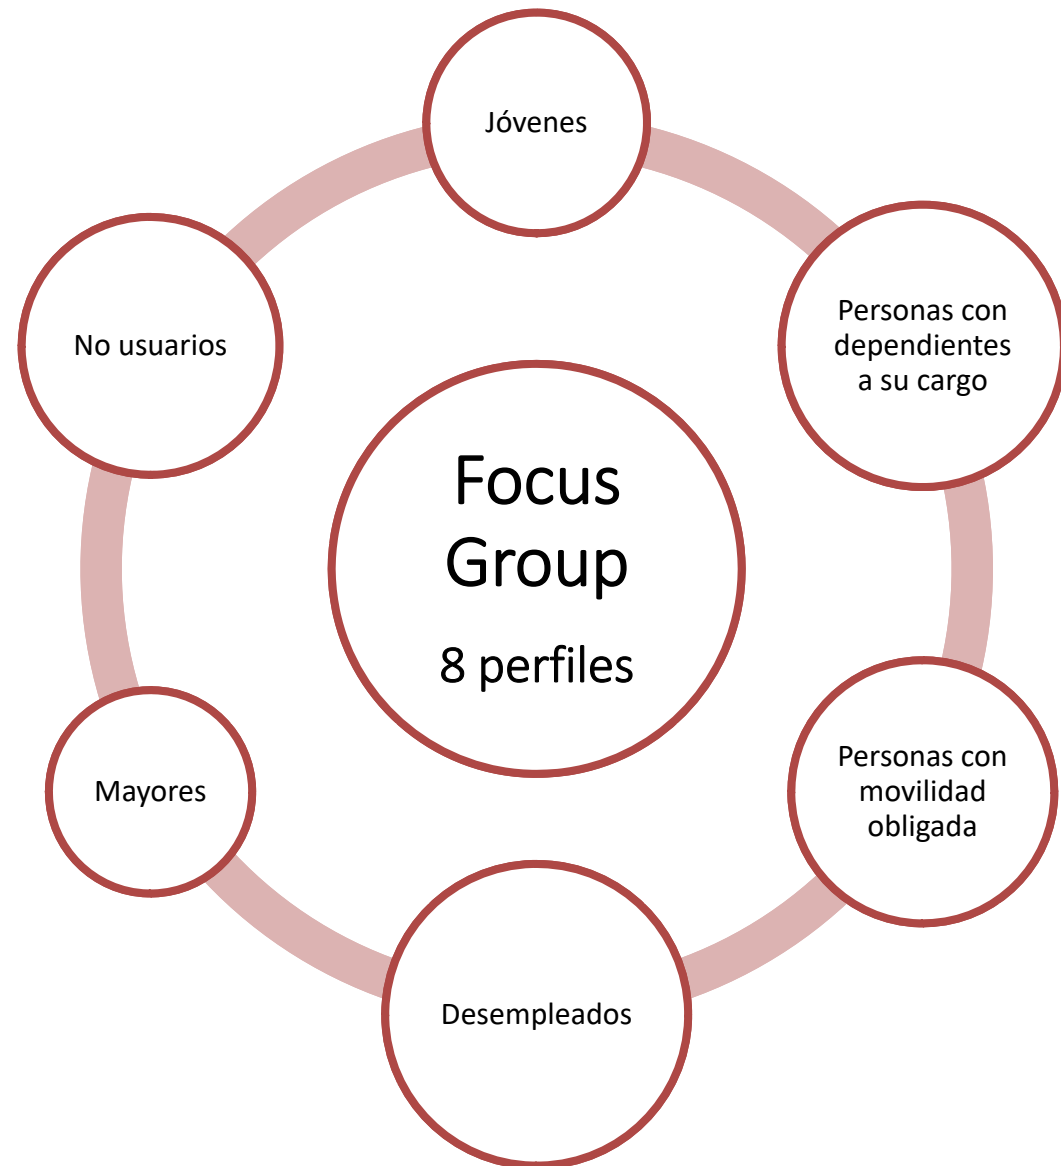 Jóvenes
Personas con
dependientes
a su cargo
No usuarios
Focus
Group
8 perfiles
Personas con
movilidad
obligada
Mayores
Desempleados